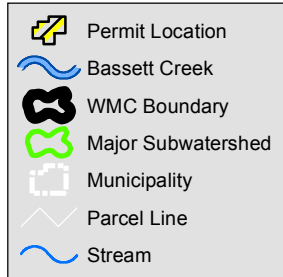 Permit Location
Bassett Creek
WMC Boundary
Major Subwatershed
Municipality
Parcel Line
Stream